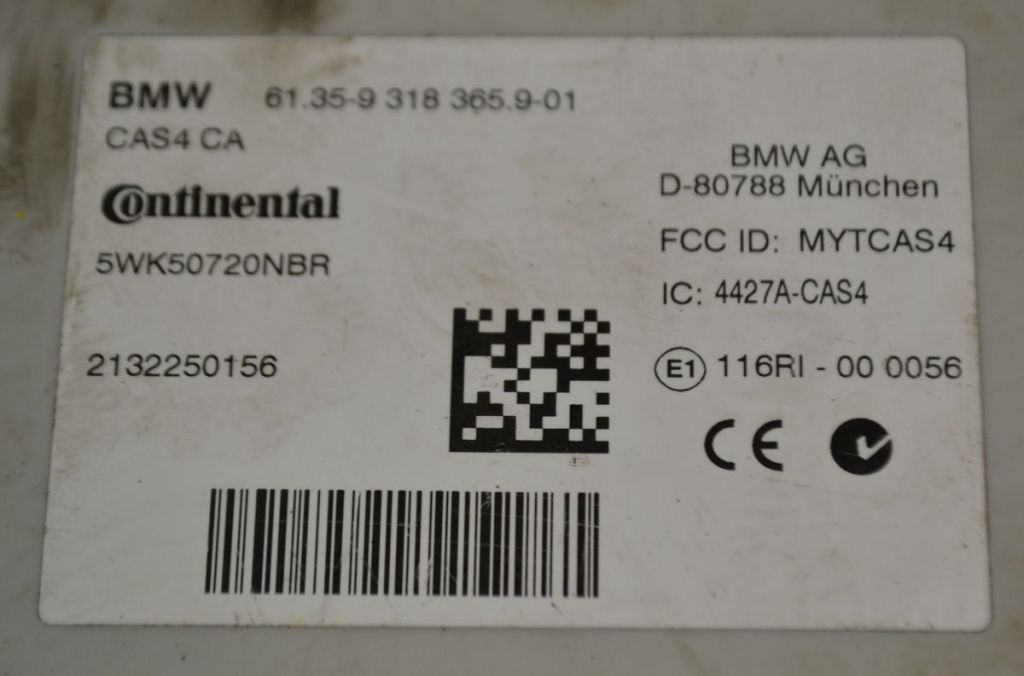 BMW 61.35-9 318 365.9-01
CAS4 CA
Continental
5WK50720NBR
2132250156
BMW AG
D-80788 München
FCC ID: MYTCAS4
IC: 4427A-CAS4
E1 116RI - 00 0056
CE